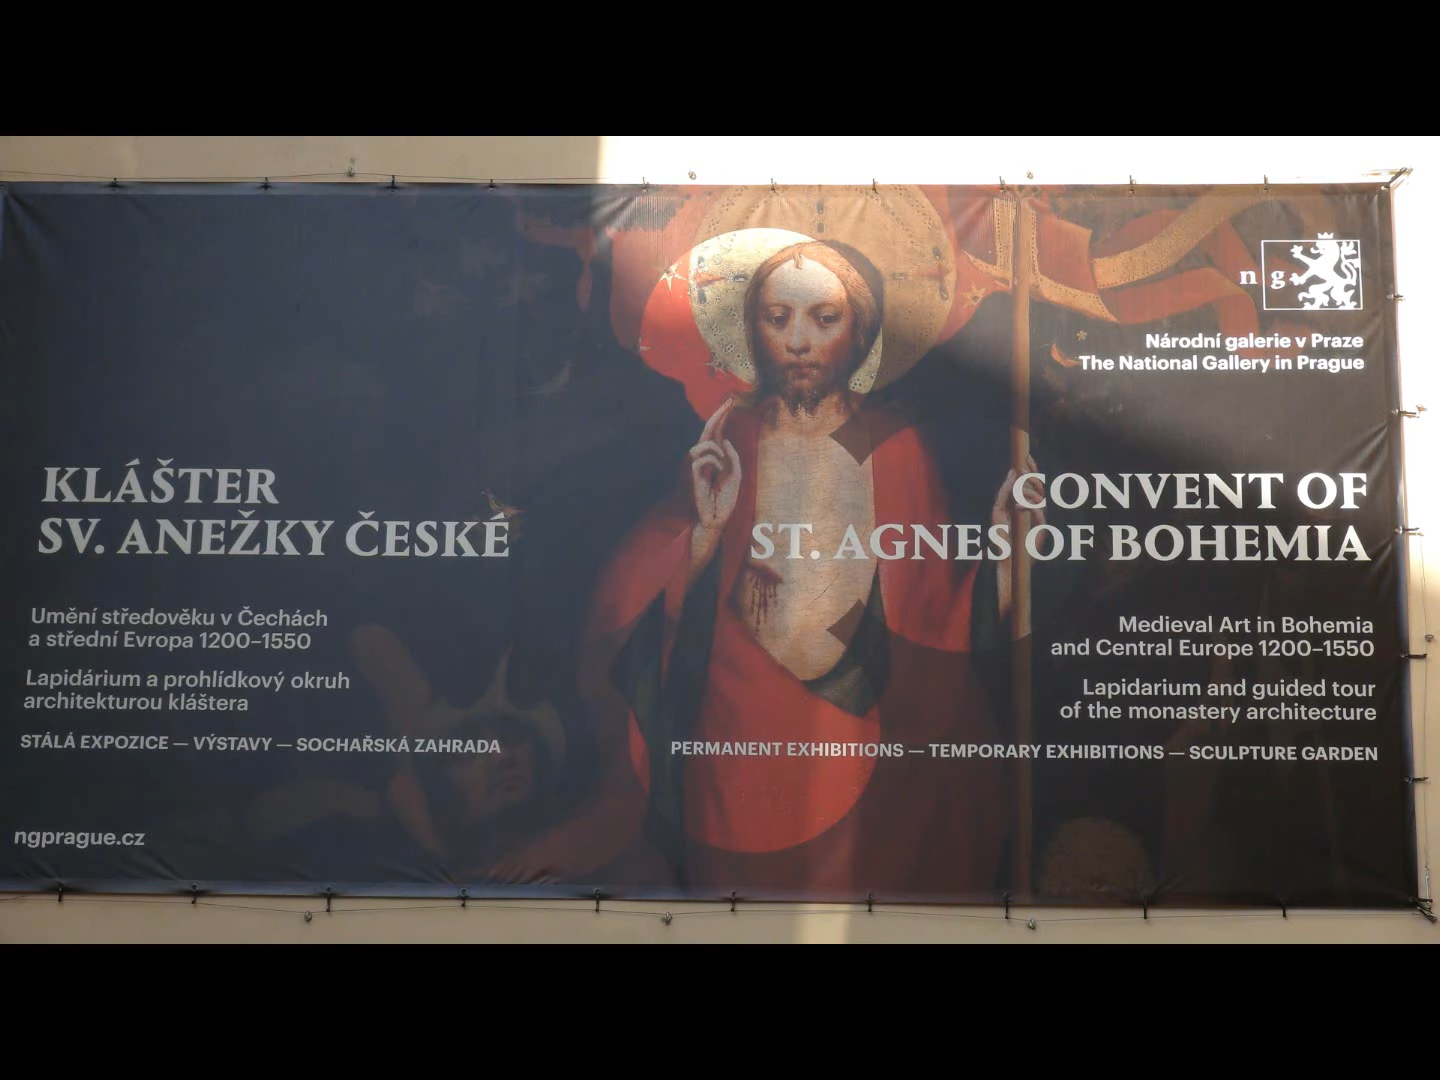 n g
Národní galerie v Praze
The National Gallery in Prague
KLÁŠTER
SV. ANEŽKY ČESKÉ
Umění středověku v Čechách
a střední Evropa 1200–1550
Lapidárium a prohlídkový okruh
architekturou kláštera
STÁLÁ EXPOZICE — VÝSTAVY — SOCHAŘSKÁ ZAHRADA
ngprague.cz
CONVENT OF
ST. AGNES OF BOHEMIA
Medieval Art in Bohemia
and Central Europe 1200–1550
Lapidarium and guided tour
of the monastery architecture
PERMANENT EXHIBITIONS — TEMPORARY EXHIBITIONS — SCULPTURE GARDEN